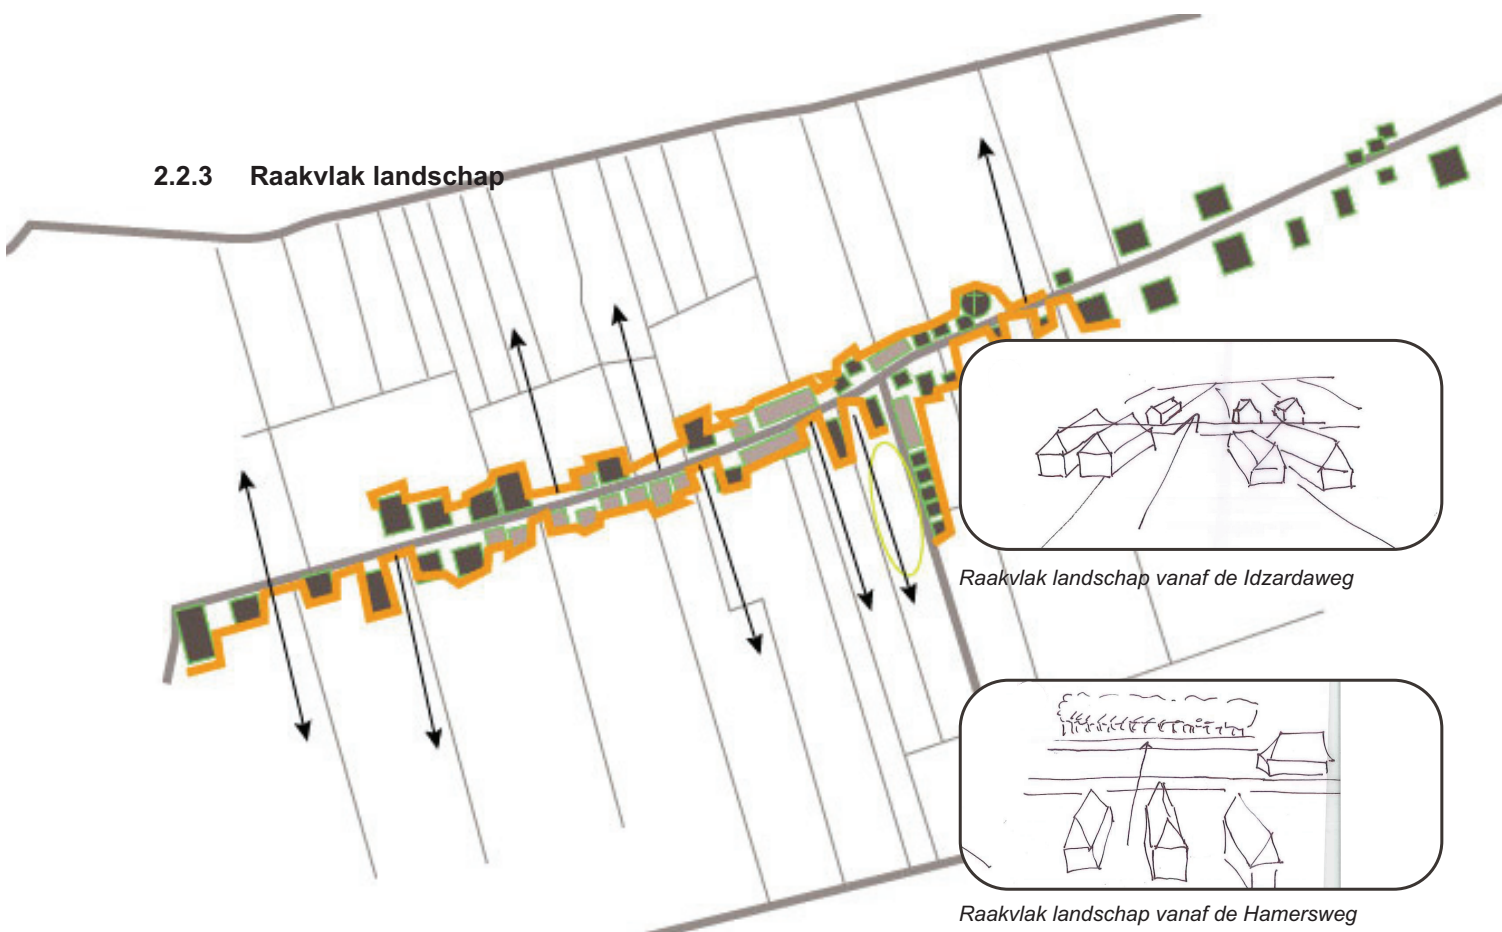 2.2.3 Raakvlak landschap
Raakvlak landschap vanaf de Idzardaweg
Raakvlak landschap vanaf de Hamersweg